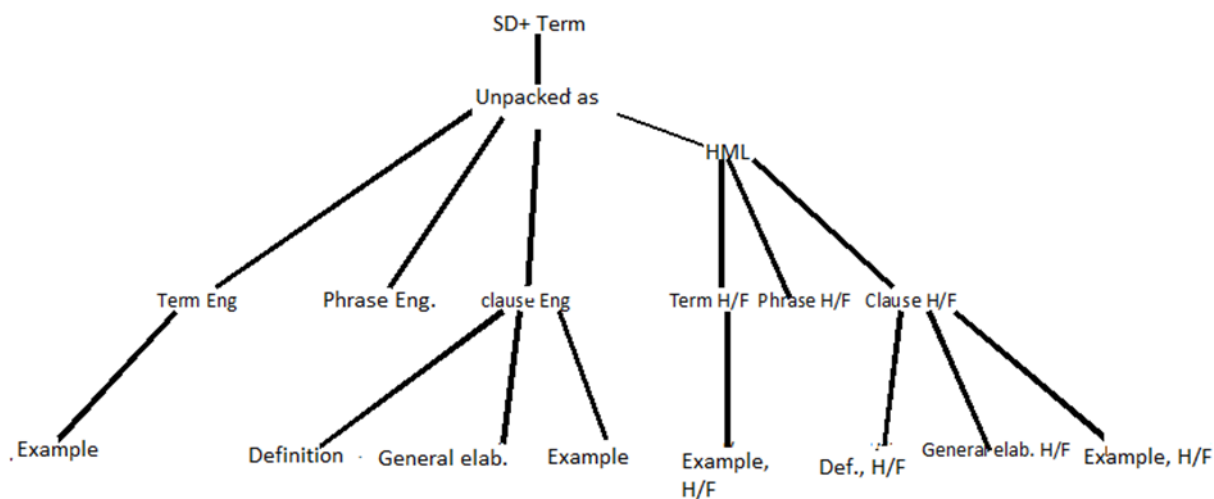 SD+ Term
Unpacked as
HML
Term Eng
Phrase Eng.
clause Eng
Term H/F
Phrase H/F
Clause H/F
Example
Definition
General elab.
Example
Example,
H/F
Def., H/F
General elab. H/F
Example, H/F